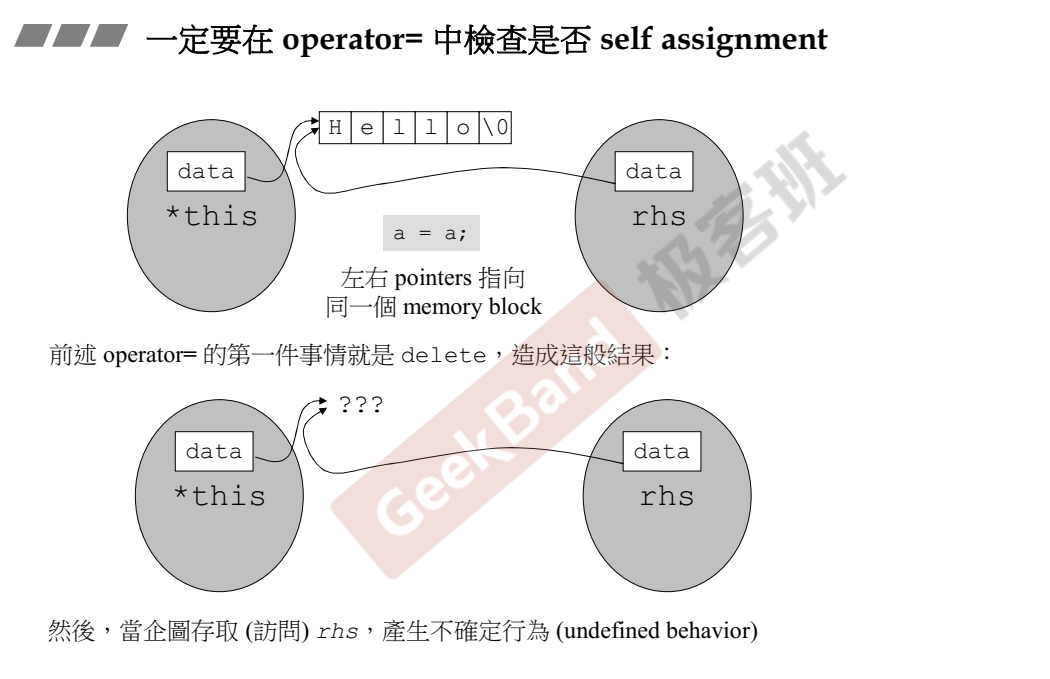 一定要在 operator= 中檢查是否 self assignment
H e l l o \0
data
data
*this
rhs
a = a;
左右 pointers 指向
同一個 memory block
前述 operator= 的第一件事情就是 delete，造成這般結果：
???
data
data
*this
rhs
然後，當企圖存取 (訪問) rhs，產生不確定行為 (undefined behavior)
GeekBand 极客班